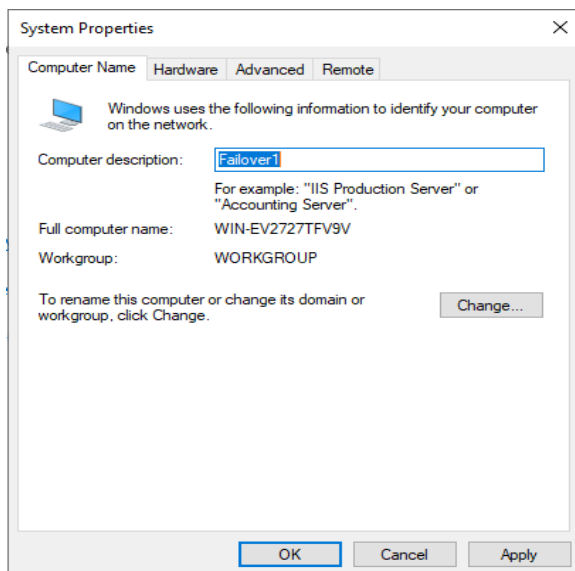 System Properties
Computer Name Hardware Advanced Remote
Windows uses the following information to identify your computer
on the network.
Computer description: Failover1
For example: "IIS Production Server" or
"Accounting Server".
Full computer name: WIN-EV2727TFV9V
Workgroup: WORKGROUP
To rename this computer or change its domain or
workgroup, click Change.
Change...
OK Cancel Apply